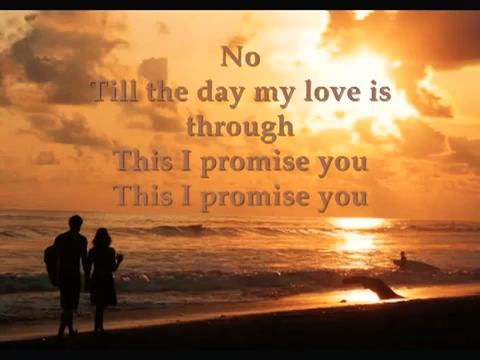 No
Till the day my love is
through
This I promise you
This I promise you